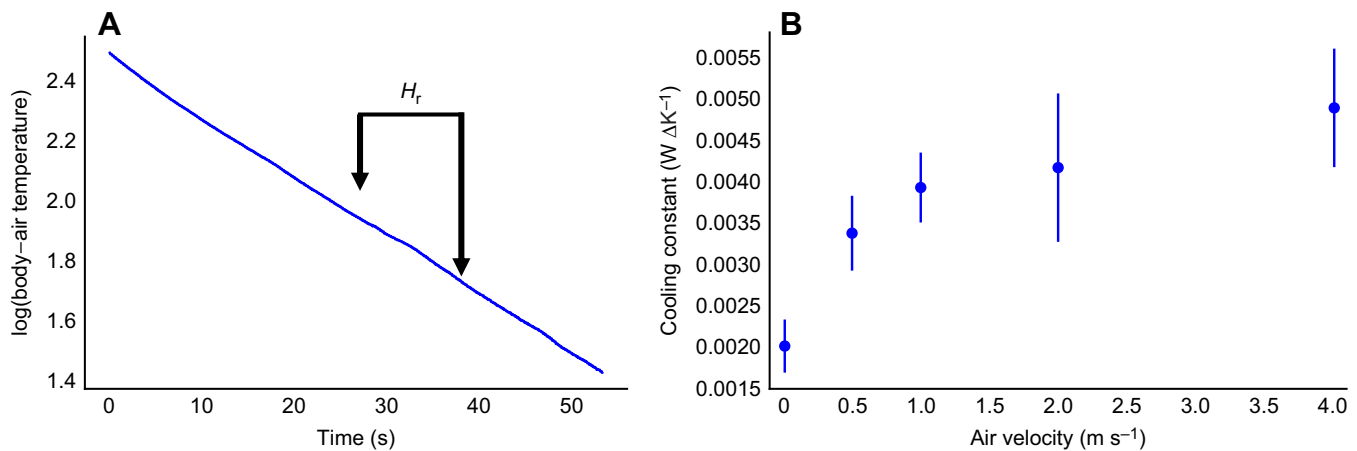 A
log(body–air temperature)
2.4
2.2
2.0
1.8
1.6
1.4
Hr
0 10 20 30 40 50
Time (s)
B
Cooling constant (W ΔK−1)
0.0055
0.0050
0.0045
0.0040
0.0035
0.0030
0.0025
0.0020
0.0015
0 0.5 1.0 1.5 2.0 2.5 3.0 3.5 4.0
Air velocity (m s−1)